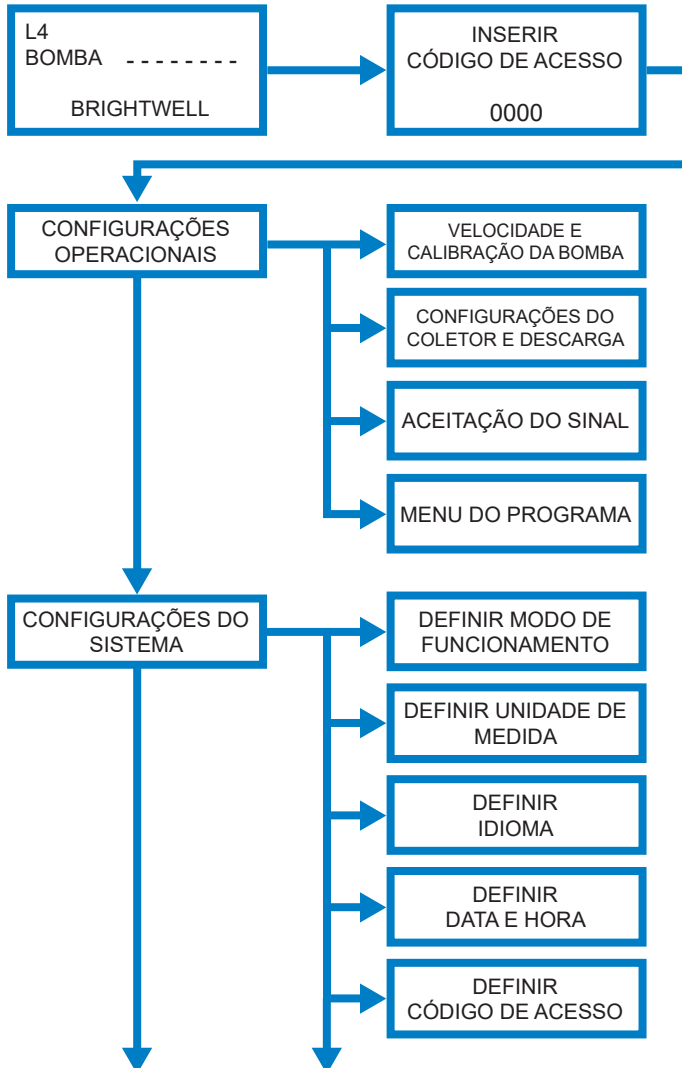 L4
BOMBA - - - - - - - -
BRIGHTWELL
INSERIR
CÓDIGO DE ACESSO
0000
CONFIGURAÇÕES
OPERACIONAIS
VELOCIDADE E
CALIBRAÇÃO DA BOMBA
CONFIGURAÇÕES DO
COLETOR E DESCARGA
ACEITAÇÃO DO SINAL
MENU DO PROGRAMA
CONFIGURAÇÕES DO
SISTEMA
DEFINIR MODO DE
FUNCIONAMENTO
DEFINIR UNIDADE DE
MEDIDA
DEFINIR
IDIOMA
DEFINIR
DATA E HORA
DEFINIR
CÓDIGO DE ACESSO